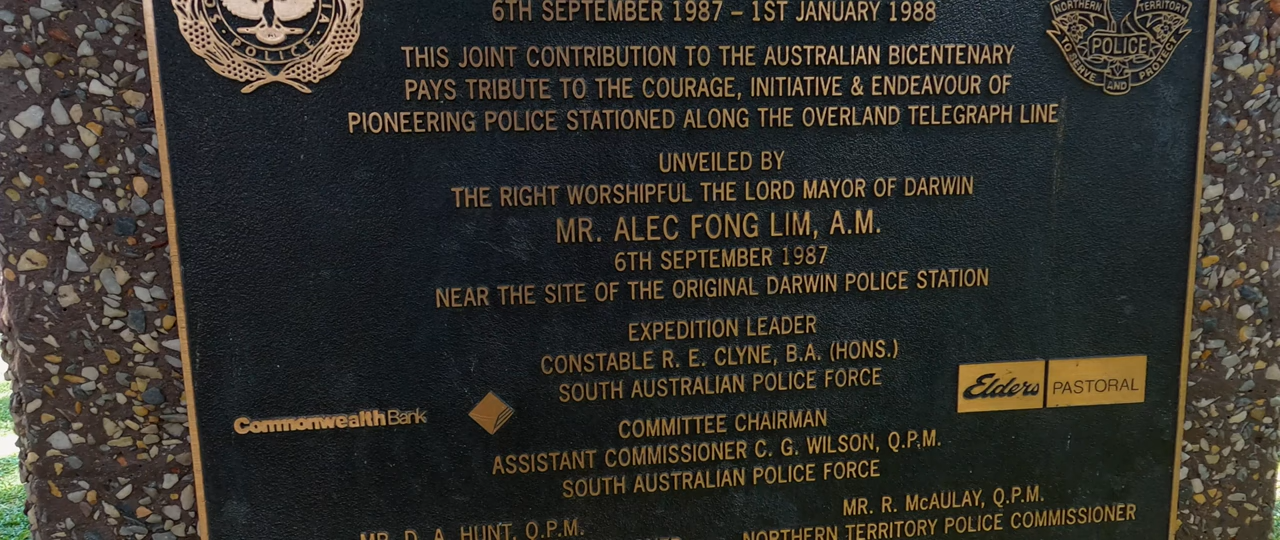 POLICE
6TH SEPTEMBER 1987 – 1ST JANUARY 1988
NORTHERN TERRITORY
POLICE
TO SERVE AND PROTECT
THIS JOINT CONTRIBUTION TO THE AUSTRALIAN BICENTENARY
PAYS TRIBUTE TO THE COURAGE, INITIATIVE & ENDEAVOUR OF
PIONEERING POLICE STATIONED ALONG THE OVERLAND TELEGRAPH LINE
UNVEILED BY
THE RIGHT WORSHIPFUL THE LORD MAYOR OF DARWIN
MR. ALEC FONG LIM, A.M.
6TH SEPTEMBER 1987
NEAR THE SITE OF THE ORIGINAL DARWIN POLICE STATION
EXPEDITION LEADER
CONSTABLE R. E. CLYNE, B.A. (HONS.)
SOUTH AUSTRALIAN POLICE FORCE
CommonwealthBank
Elders PASTORAL
COMMITTEE CHAIRMAN
ASSISTANT COMMISSIONER C. G. WILSON, Q.P.M.
SOUTH AUSTRALIAN POLICE FORCE
MR. D. A. HUNT, Q.P.M.
MR. R. McAULAY, Q.P.M.
NORTHERN TERRITORY POLICE COMMISSIONER